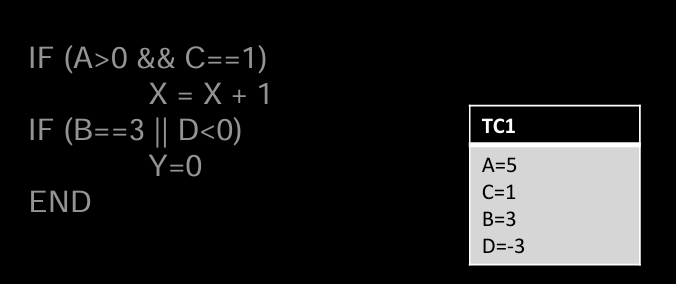 IF (A>0 && C==1)
X = X + 1
IF (B==3 || D<0)
Y=0
END
TC1
A=5
C=1
B=3
D=-3